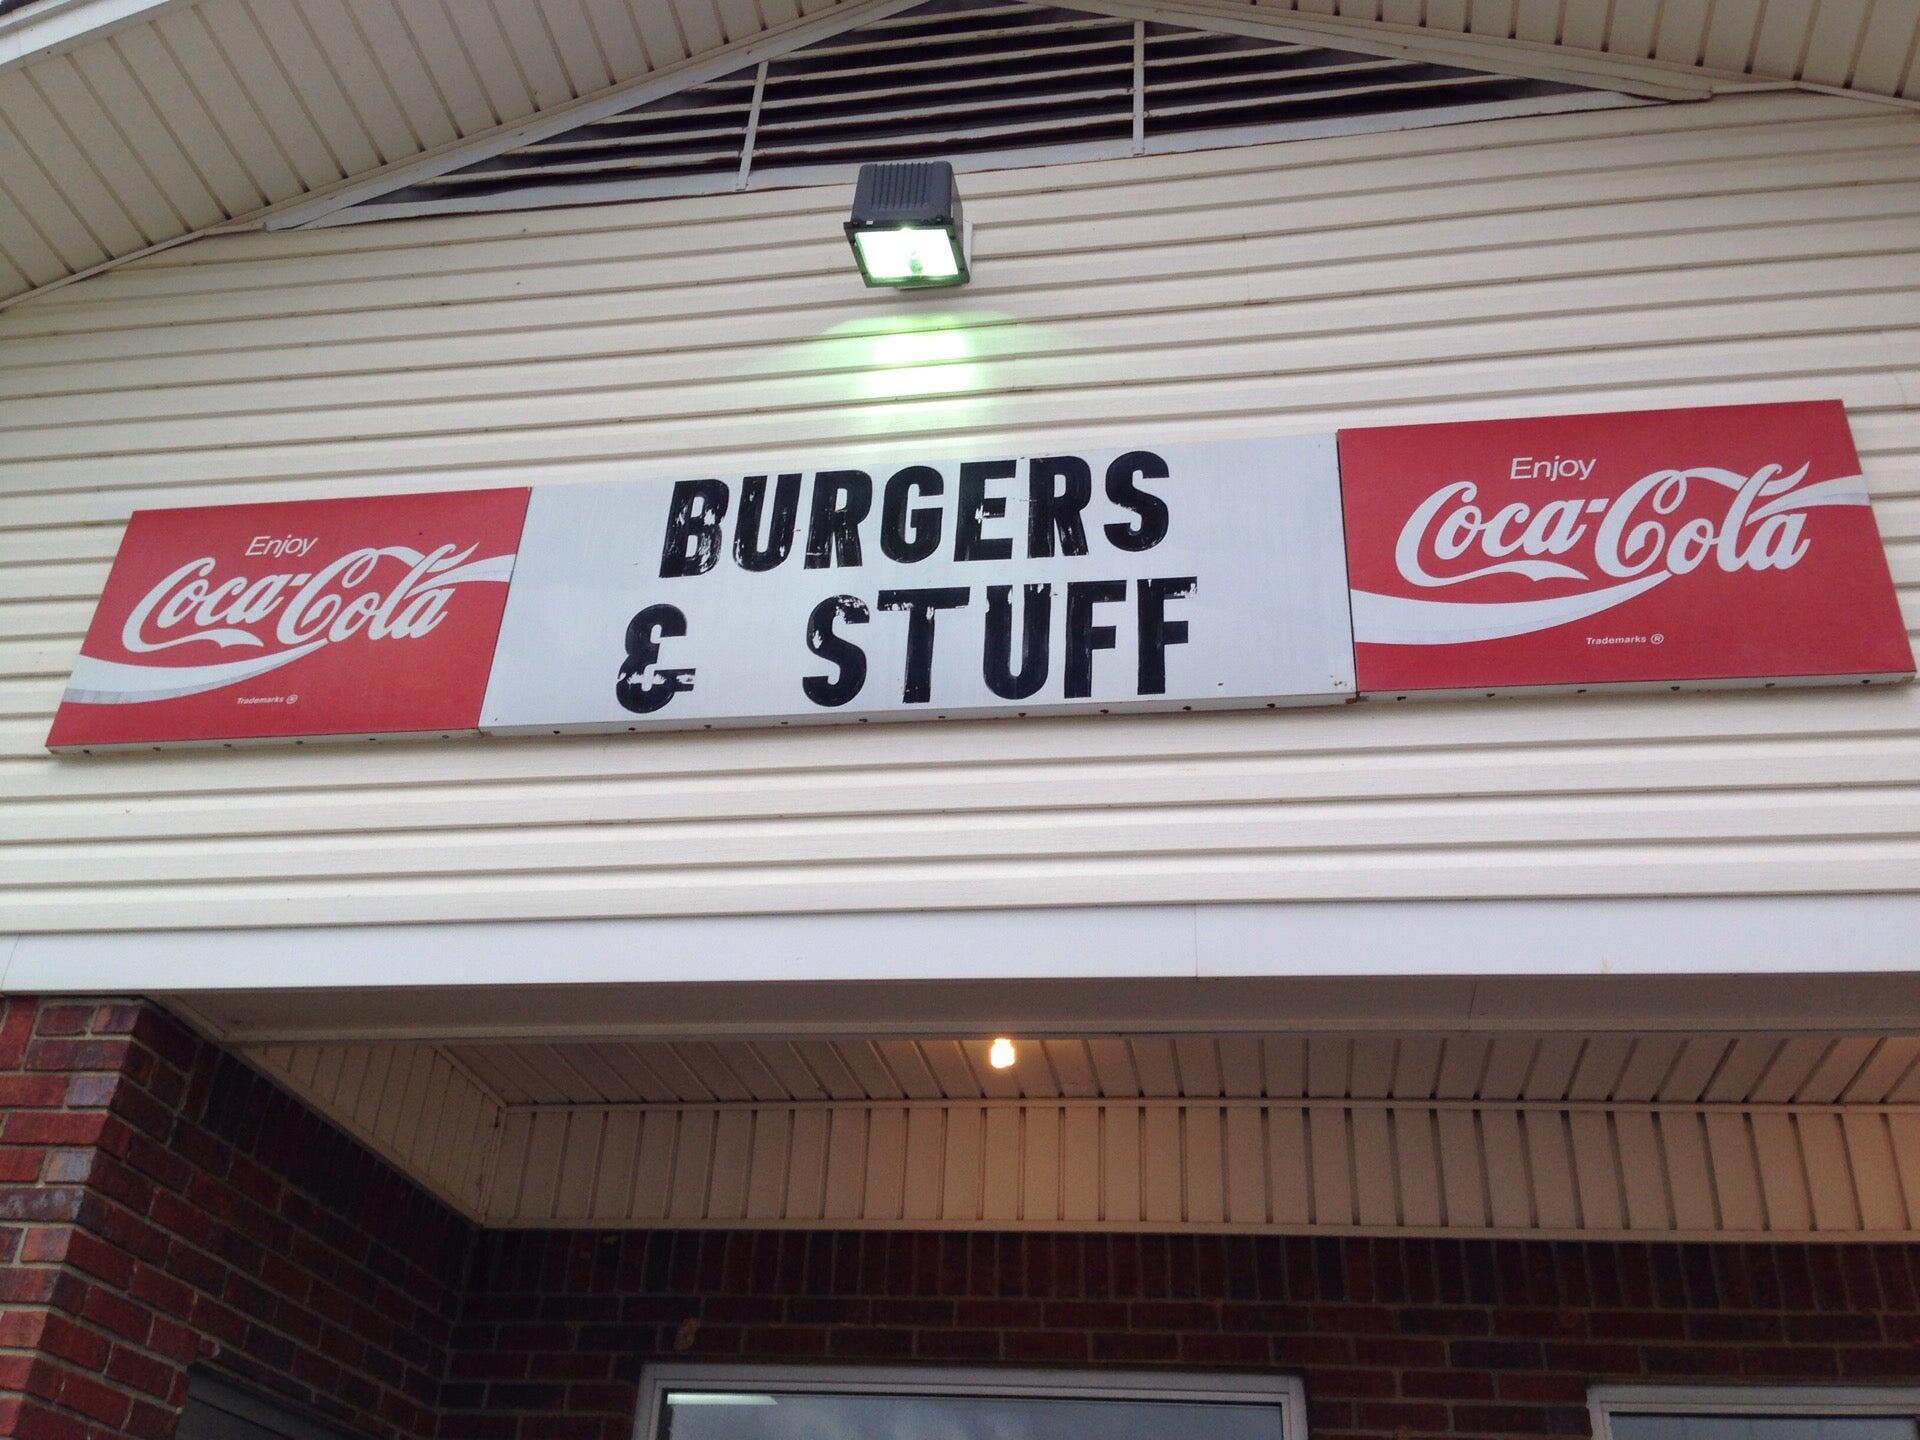 Enjoy
Coca-Cola
Trademarks ®
BURGERS
& STUFF
Enjoy
Coca-Cola
Trademarks ®